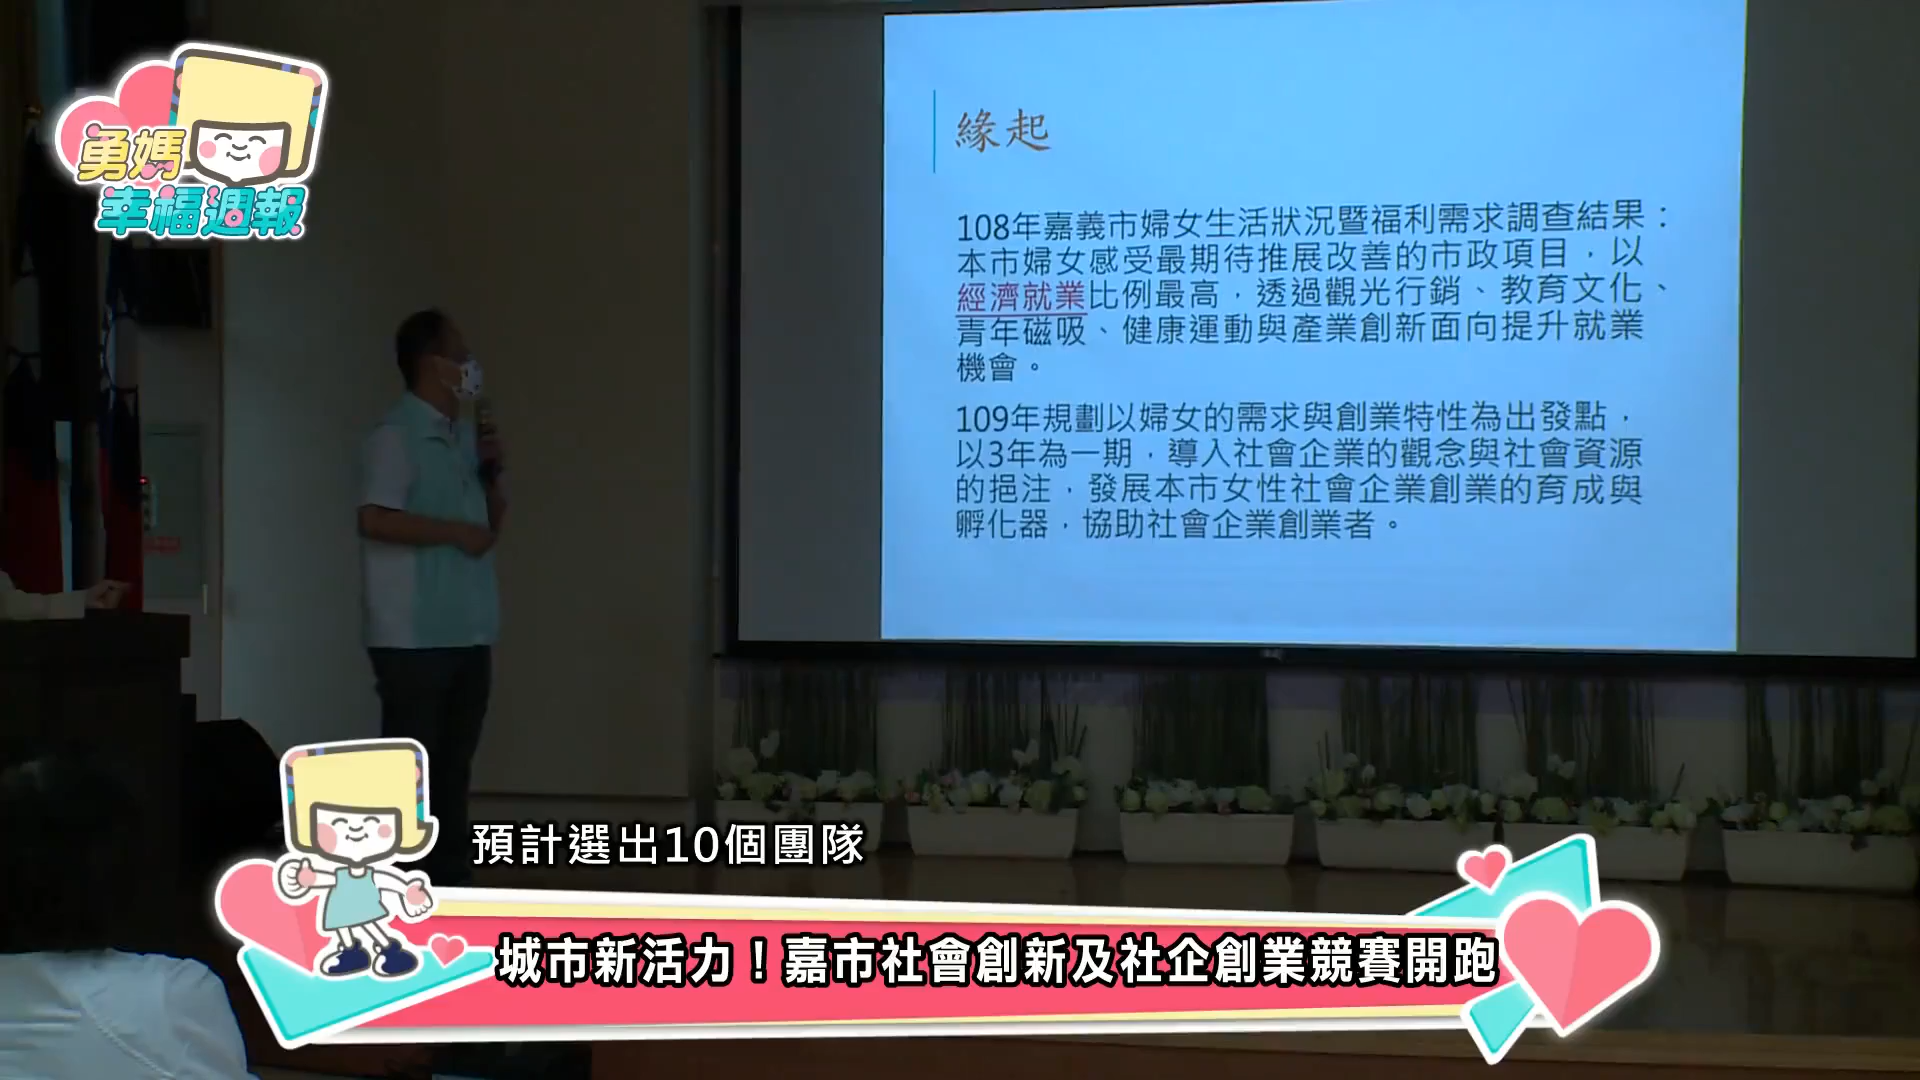 勇媽
幸福週報
緣起
108年嘉義市婦女生活狀況暨福利需求調查結果：
本市婦女感受最期待推展改善的市政項目，以
經濟就業比例最高，透過觀光行銷、教育文化、
青年磁吸、健康運動與產業創新面向提升就業
機會。
109年規劃以婦女的需求與創業特性為出發點，
以3年為一期，導入社會企業的觀念與社會資源
的挹注，發展本市女性社會企業創業的育成與
孵化器，協助社會企業創業者。
預計選出10個團隊
城市新活力！嘉市社會創新及社企創業競賽開跑